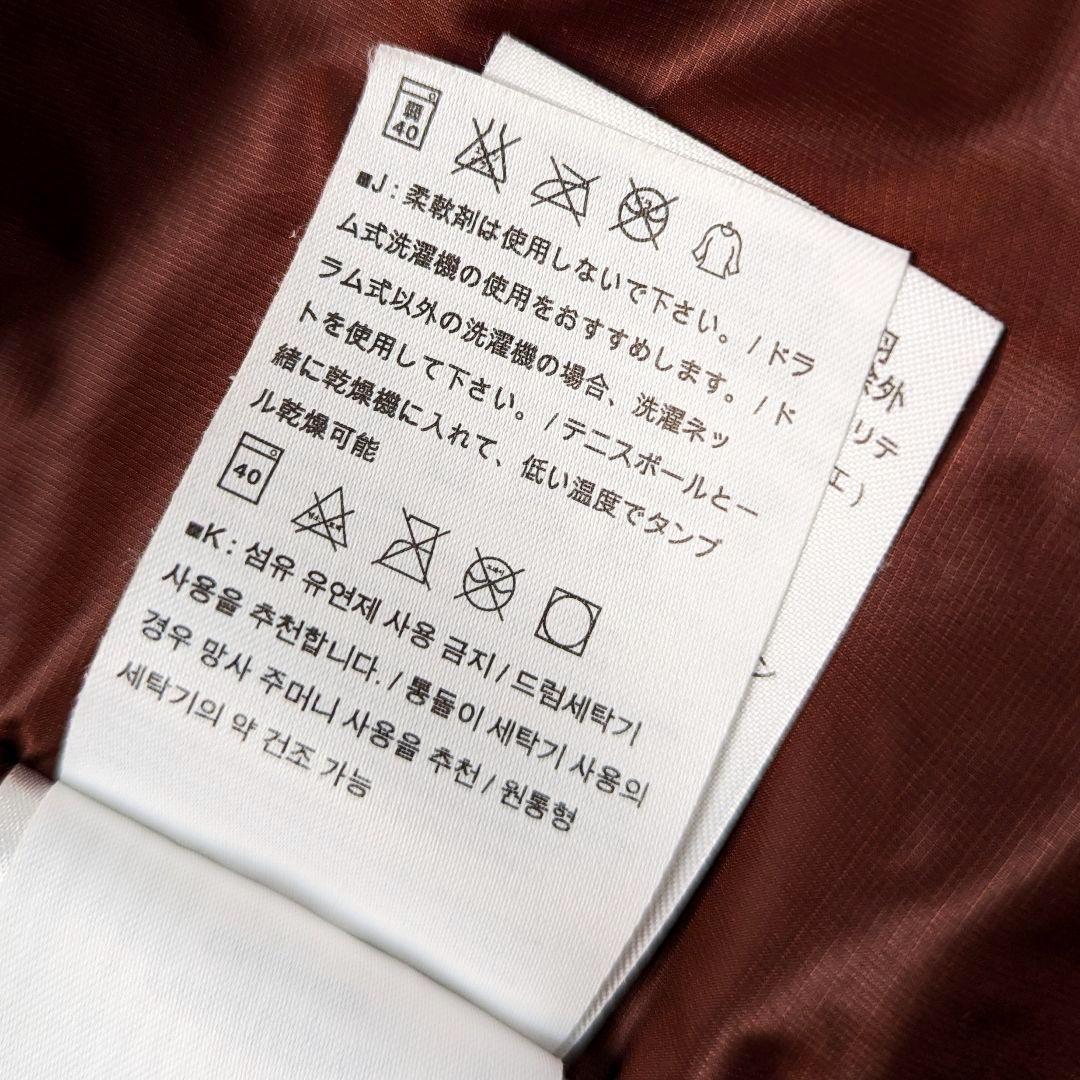 弱
40
■J : 柔軟剤は使用しないで下さい。 / ドラ
ム式洗濯機の使用をおすすめします。 / ド
ラム式以外の洗濯機の場合、洗濯ネッ
トを使用して下さい。 / テニスボールと一
緒に乾燥機に入れて、低い温度でタンブ
ル乾燥可能
40
■K : 섬유 유연제 사용 금지 / 드럼세탁기
사용을 추천합니다. / 통돌이 세탁기 사용의
경우 망사 주머니 사용을 추천 / 원통형
세탁기의 약 건조 가능
外
リテ
)